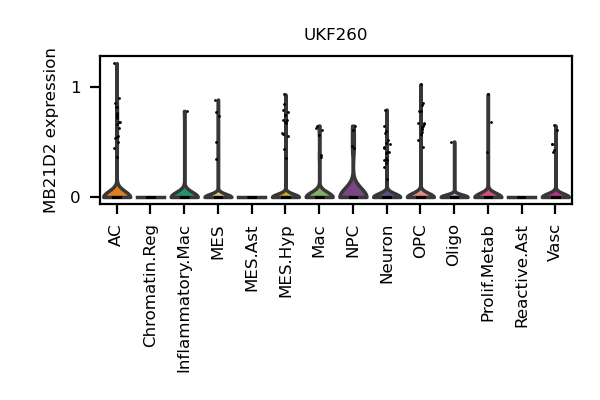 UKF260
MB21D2 expression
1
0
AC
Chromatin.Reg
Inflammatory.Mac
MES
MES.Ast
MES.Hyp
Mac
NPC
Neuron
OPC
Oligo
Prolif.Metab
Reactive.Ast
Vasc